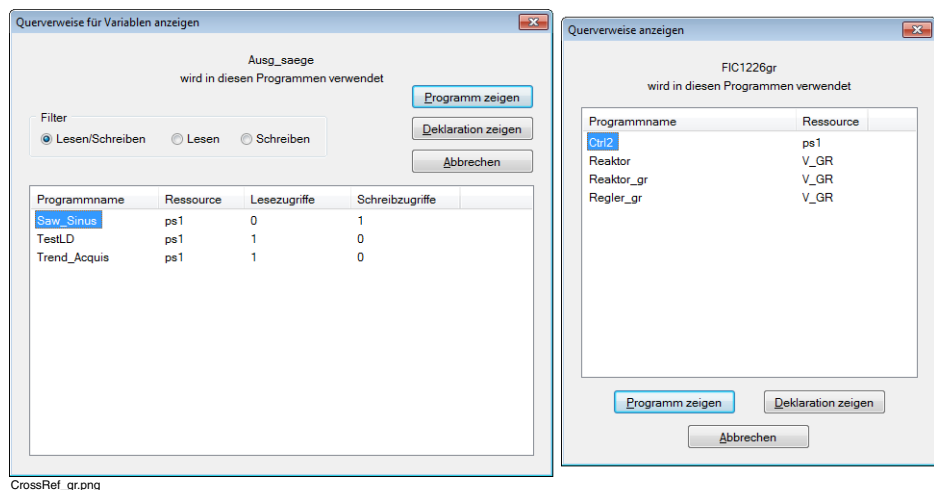 Querverweise für Variablen anzeigen
Ausg_saege
wird in diesen Programmen verwendet
Programm zeigen
Filter
Lesen/Schreiben Lesen Schreiben
Deklaration zeigen
Abbrechen
Programmname Ressource Lesezugriffe Schreibzugriffe
Saw_Sinus ps1 0 1
TestLD ps1 1 0
Trend_Acquis ps1 1 0
Querverweise anzeigen
FIC1226gr
wird in diesen Programmen verwendet
Programmname Ressource
Ctrl2 ps1
Reaktor V_GR
Reaktor_gr V_GR
Regler_gr V_GR
Programm zeigen Deklaration zeigen
Abbrechen
CrossRef_gr.png